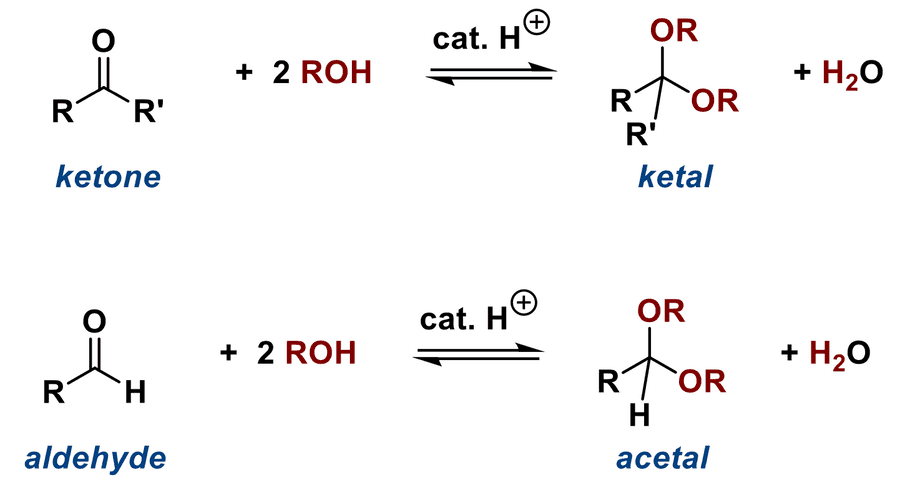 O
R R'
+ 2 ROH
cat. H⊕
OR
R OR
R'
+ H₂O
ketone
ketal
O
R H
+ 2 ROH
cat. H⊕
OR
R OR
H
+ H₂O
aldehyde
acetal